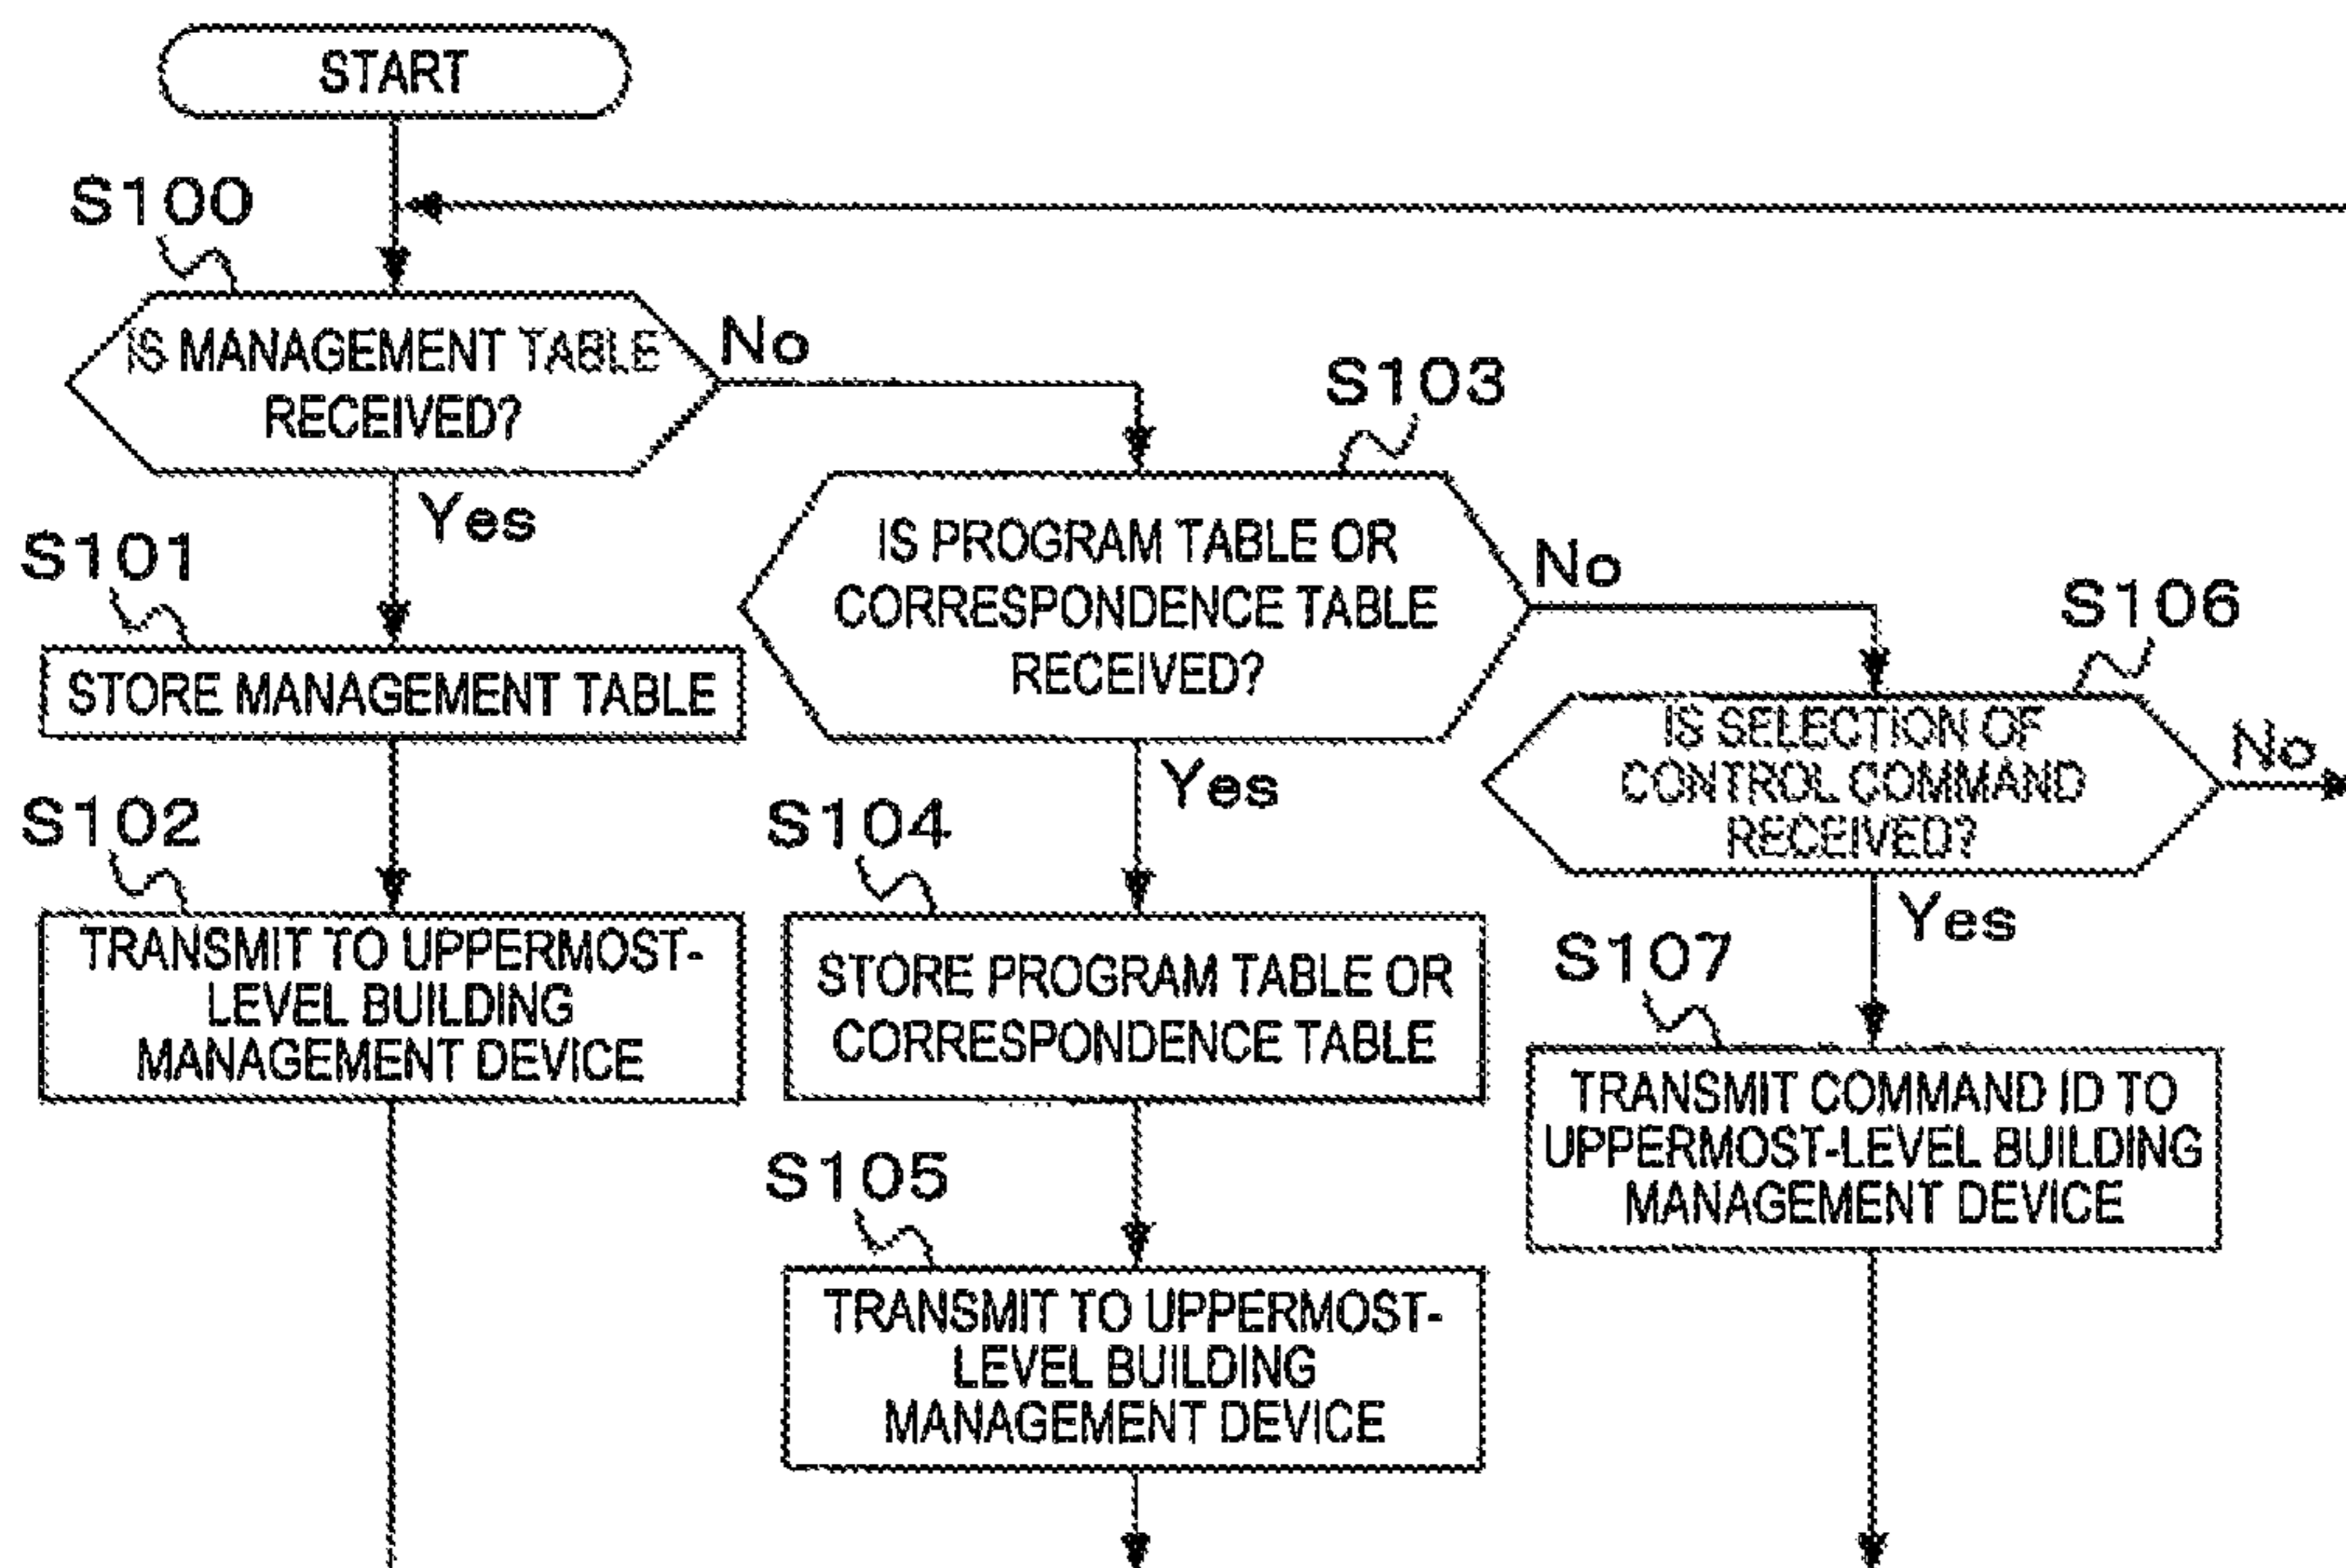 START
S100
IS MANAGEMENT TABLE
RECEIVED?
No
Yes
S101
STORE MANAGEMENT TABLE
S102
TRANSMIT TO UPPERMOST-
LEVEL BUILDING
MANAGEMENT DEVICE
S103
IS PROGRAM TABLE OR
CORRESPONDENCE TABLE
RECEIVED?
No
Yes
S104
STORE PROGRAM TABLE OR
CORRESPONDENCE TABLE
S105
TRANSMIT TO UPPERMOST-
LEVEL BUILDING
MANAGEMENT DEVICE
S106
IS SELECTION OF
CONTROL COMMAND
RECEIVED?
No
Yes
S107
TRANSMIT COMMAND ID TO
UPPERMOST-LEVEL BUILDING
MANAGEMENT DEVICE